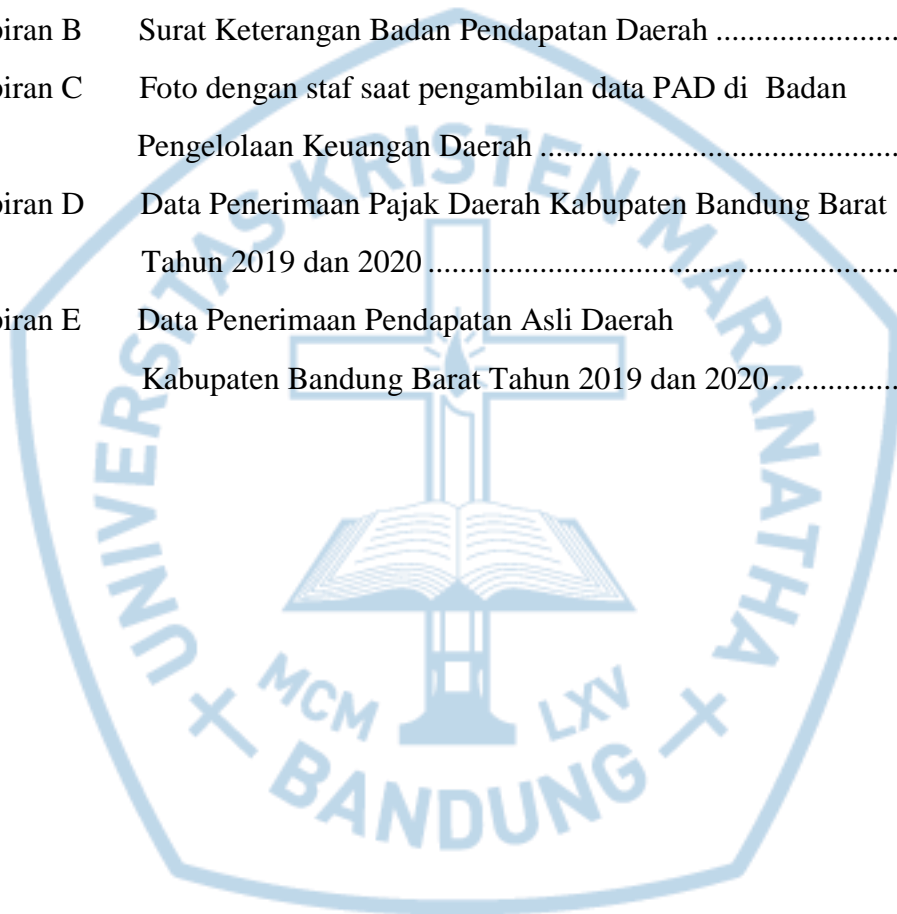 piran B Surat Keterangan Badan Pendapatan Daerah ......................
piran C Foto dengan staf saat pengambilan data PAD di Badan
Pengelolaan Keuangan Daerah ..............................................
piran D Data Penerimaan Pajak Daerah Kabupaten Bandung Barat
Tahun 2019 dan 2020 ............................................................
piran E Data Penerimaan Pendapatan Asli Daerah
Kabupaten Bandung Barat Tahun 2019 dan 2020 ................
UNIVERSITAS KRISTEN MARANATHA
MCM LXV
BANDUNG